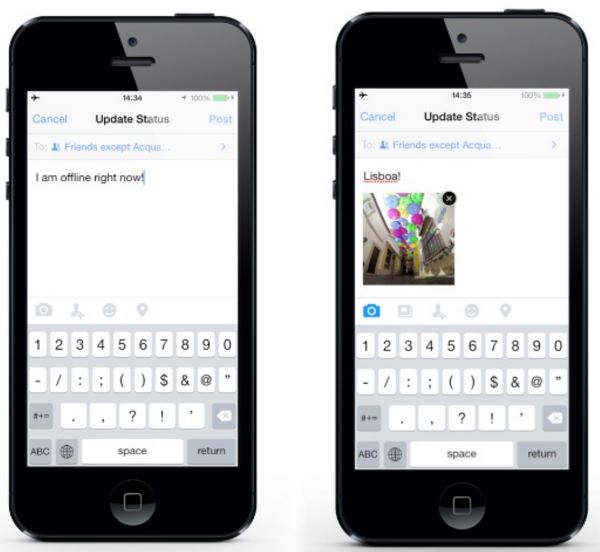 14:34 100%
Cancel Update Status Post
To: Friends except Acqua...
I am offline right now!
1 2 3 4 5 6 7 8 9 0
- / : ; ( ) $ & @ "
#+= . , ? ! '
ABC space return
14:35 100%
Cancel Update Status Post
To: Friends except Acqua...
Lisboa!
1 2 3 4 5 6 7 8 9 0
- / : ; ( ) $ & @ "
#+= . , ? ! '
ABC space return